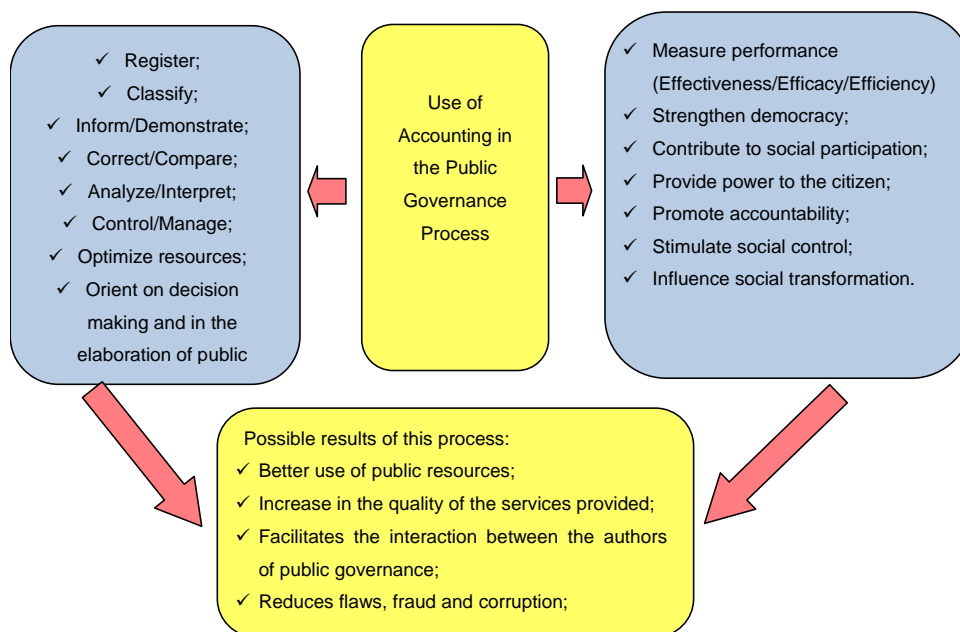 ✓ Register;
✓ Classify;
✓ Inform/Demonstrate;
✓ Correct/Compare;
✓ Analyze/Interpret;
✓ Control/Manage;
✓ Optimize resources;
✓ Orient on decision
making and in the
elaboration of public
Use of
Accounting in
the Public
Governance
Process
✓ Measure performance
(Effectiveness/Efficacy/Efficiency)
✓ Strengthen democracy;
✓ Contribute to social participation;
✓ Provide power to the citizen;
✓ Promote accountability;
✓ Stimulate social control;
✓ Influence social transformation.
Possible results of this process:
✓ Better use of public resources;
✓ Increase in the quality of the services provided;
✓ Facilitates the interaction between the authors
of public governance;
✓ Reduces flaws, fraud and corruption;